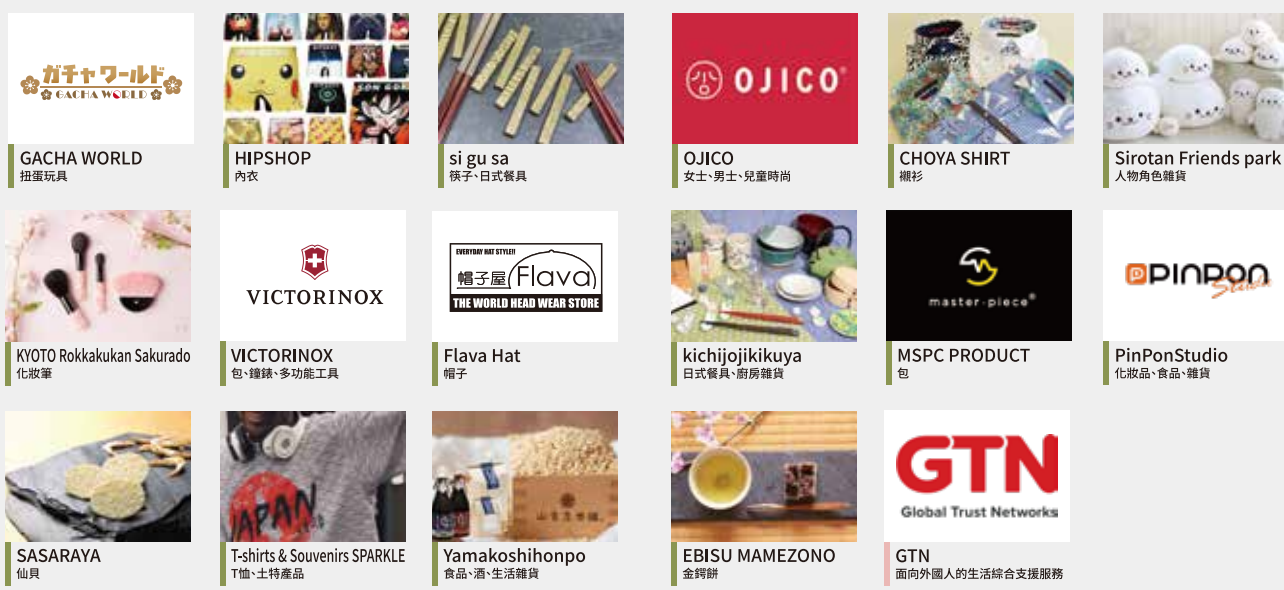 ガチャワールド
GACHA WORLD
GACHA WORLD
扭蛋玩具
HIPSHOP
內衣
si gu sa
筷子、日式餐具
OJICO
OJICO
女士、男士、兒童時尚
CHOYA SHIRT
襯衫
Sirotan Friends park
人物角色雜貨
KYOTO Rokkakukan Sakurado
化妝筆
VICTORINOX
VICTORINOX
包、鐘錶、多功能工具
EVERYDAY HAT STYLE!!
帽子屋 Flava
THE WORLD HEAD WEAR STORE
Flava Hat
帽子
kichijojikikuya
日式餐具、廚房雜貨
master-piece®
MSPC PRODUCT
包
PINPON
Studio
PinPonStudio
化妝品、食品、雜貨
SASARAYA
仙貝
JAPAN
T-shirts & Souvenirs SPARKLE
T恤、土特產品
Yamakoshihonpo
食品、酒、生活雜貨
EBISU MAMEZONO
金鍔餅
GTN
Global Trust Networks
GTN
面向外國人的生活綜合支援服務